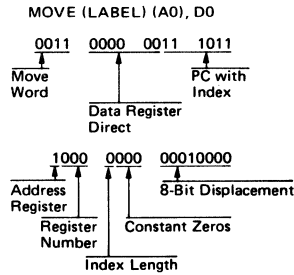 MOVE (LABEL) (A0), D0
0011 0000 0011 1011
Move Word
PC with Index
Data Register Direct
1000 0000 00010000
Address Register
8-Bit Displacement
Register Number
Constant Zeros
Index Length